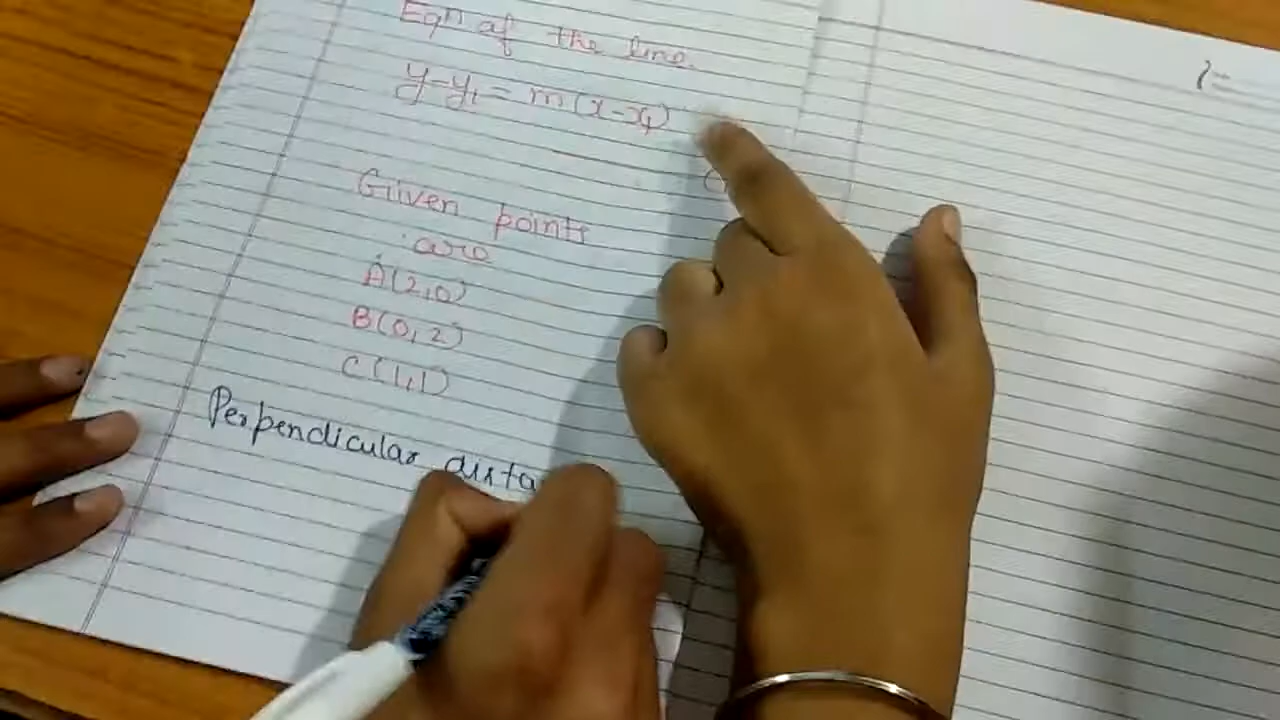 Eqn of the line.
y-y₁ = m(x-x₁)
Given points
are
A(2,0)
B(0,2)
C(1,1)
Perpendicular dista